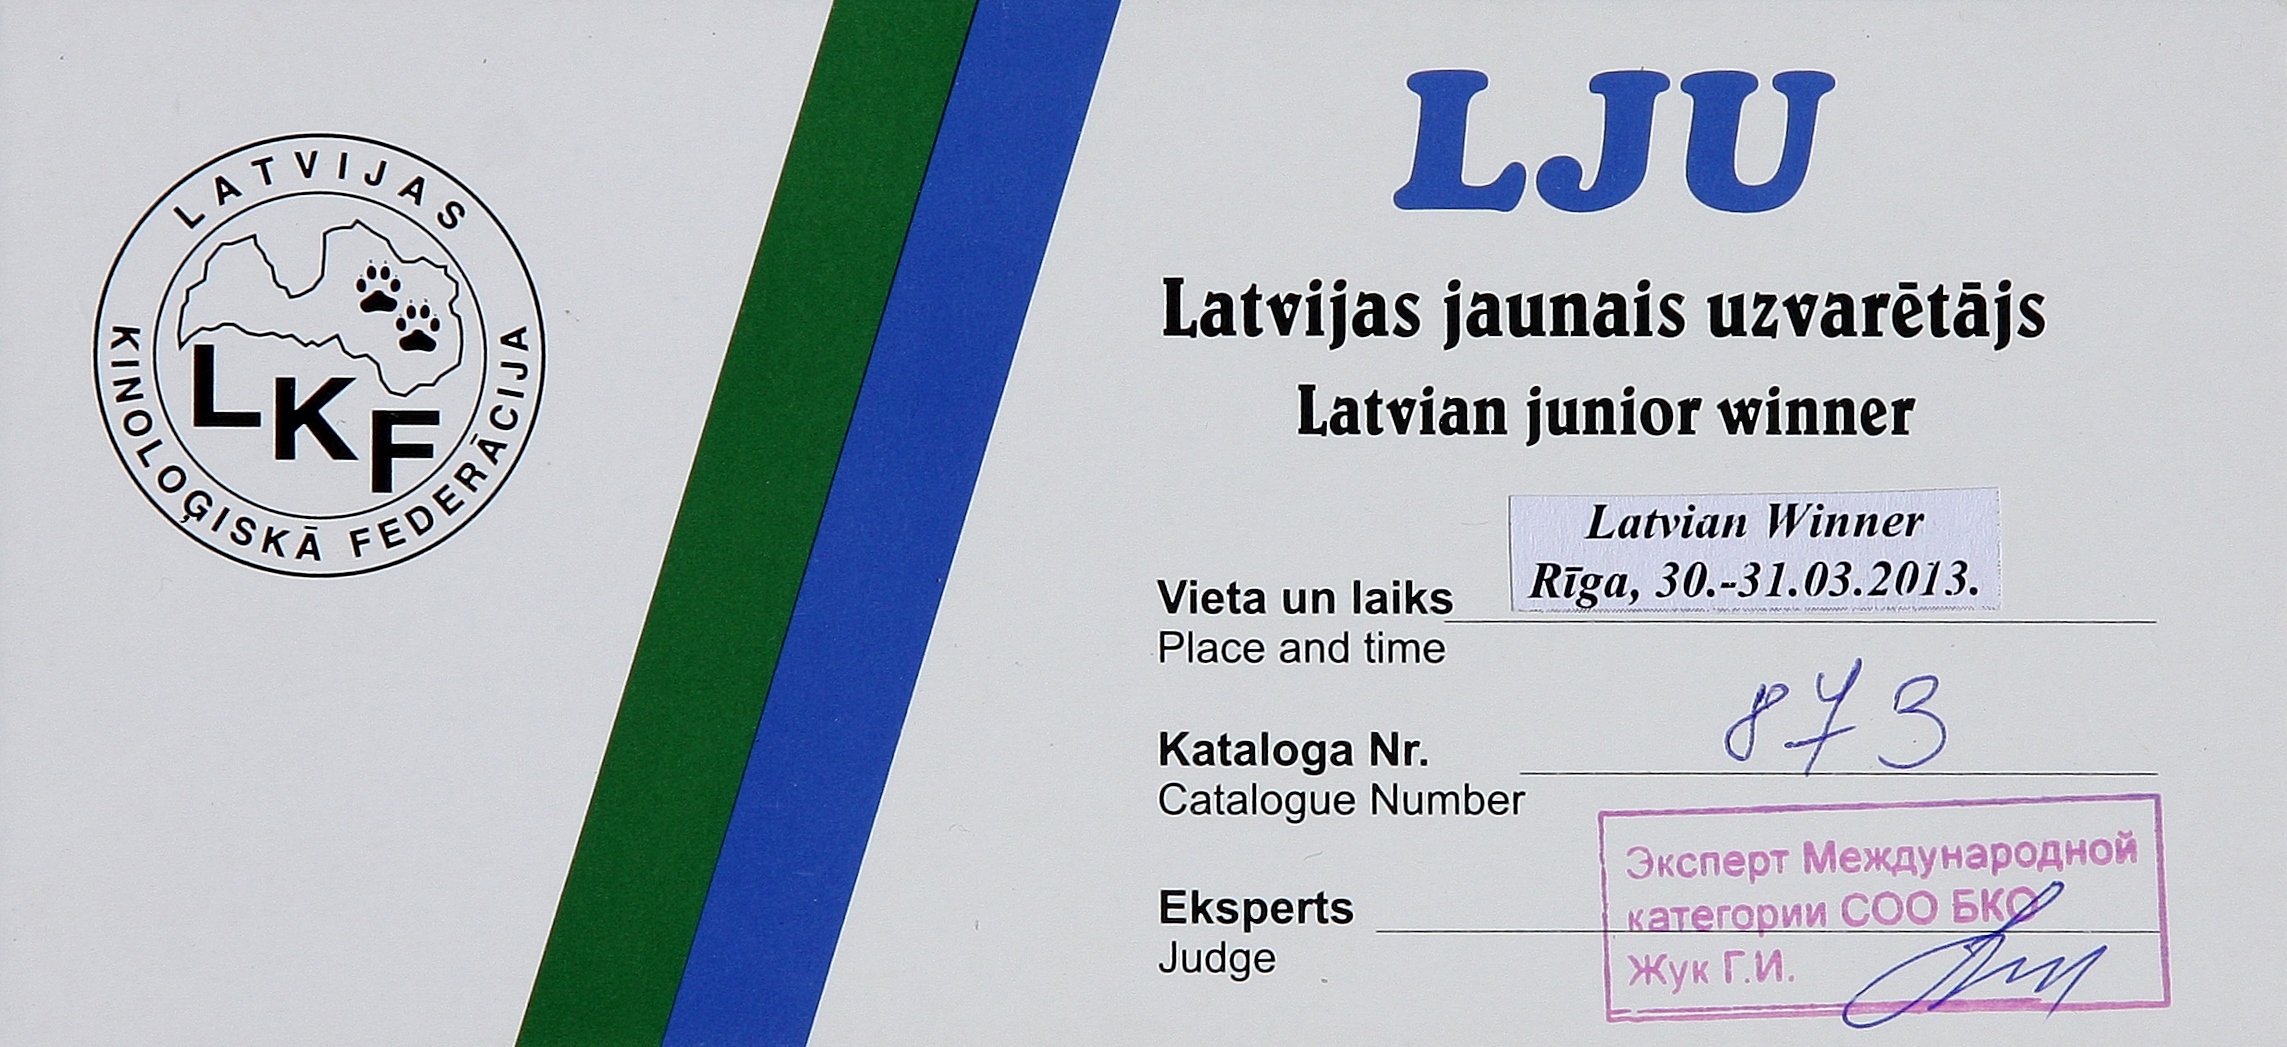 LATVIJAS
KINOLOĢISKĀ FEDERĀCIJA
LKF
LJU
Latvijas jaunais uzvarētājs
Latvian junior winner
Latvian Winner
Rīga, 30.-31.03.2013.
Vieta un laiks
Place and time
873
Kataloga Nr.
Catalogue Number
Эксперт Международной
категории СОО БКО
Жук Г.И.
Eksperts
Judge